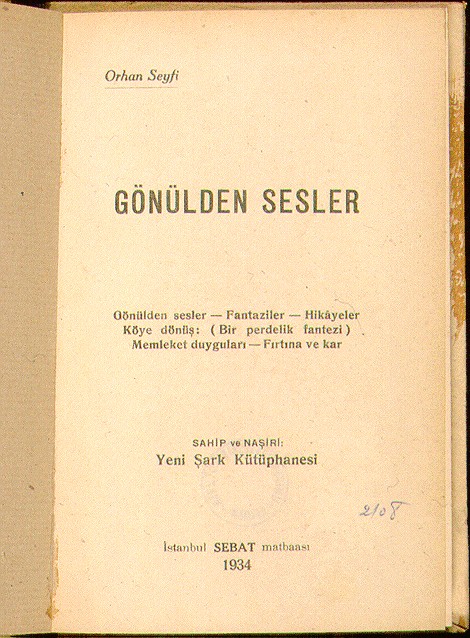 Orhan Seyfi
GÖNÜLDEN SESLER
Gönülden sesler — Fantaziler — Hikâyeler
Köye dönüş: ( Bir perdelik fantezi )
Memleket duyguları — Fırtına ve kar
SAHİP ve NAŞİRİ:
Yeni Şark Kütüphanesi
2108
İstanbul SEBAT matbaası
1934